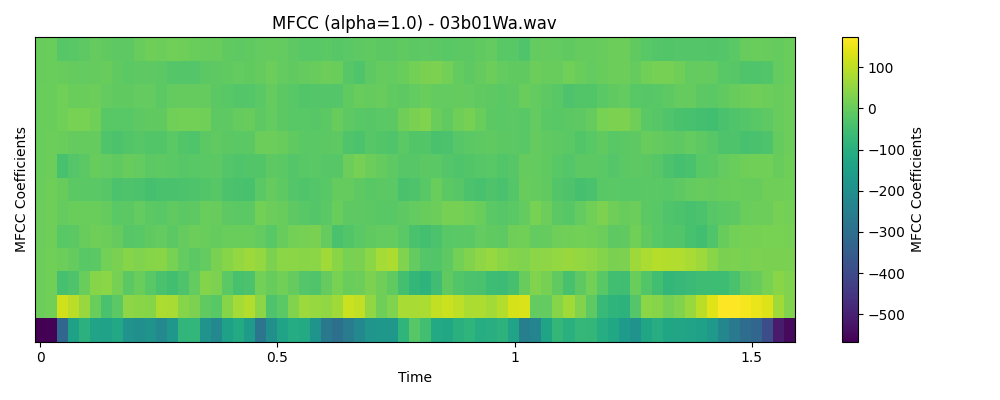 MFCC (alpha=1.0) - 03b01Wa.wav
MFCC Coefficients
0
0.5
1
1.5
Time
100
0
−100
−200
−300
−400
−500
MFCC Coefficients